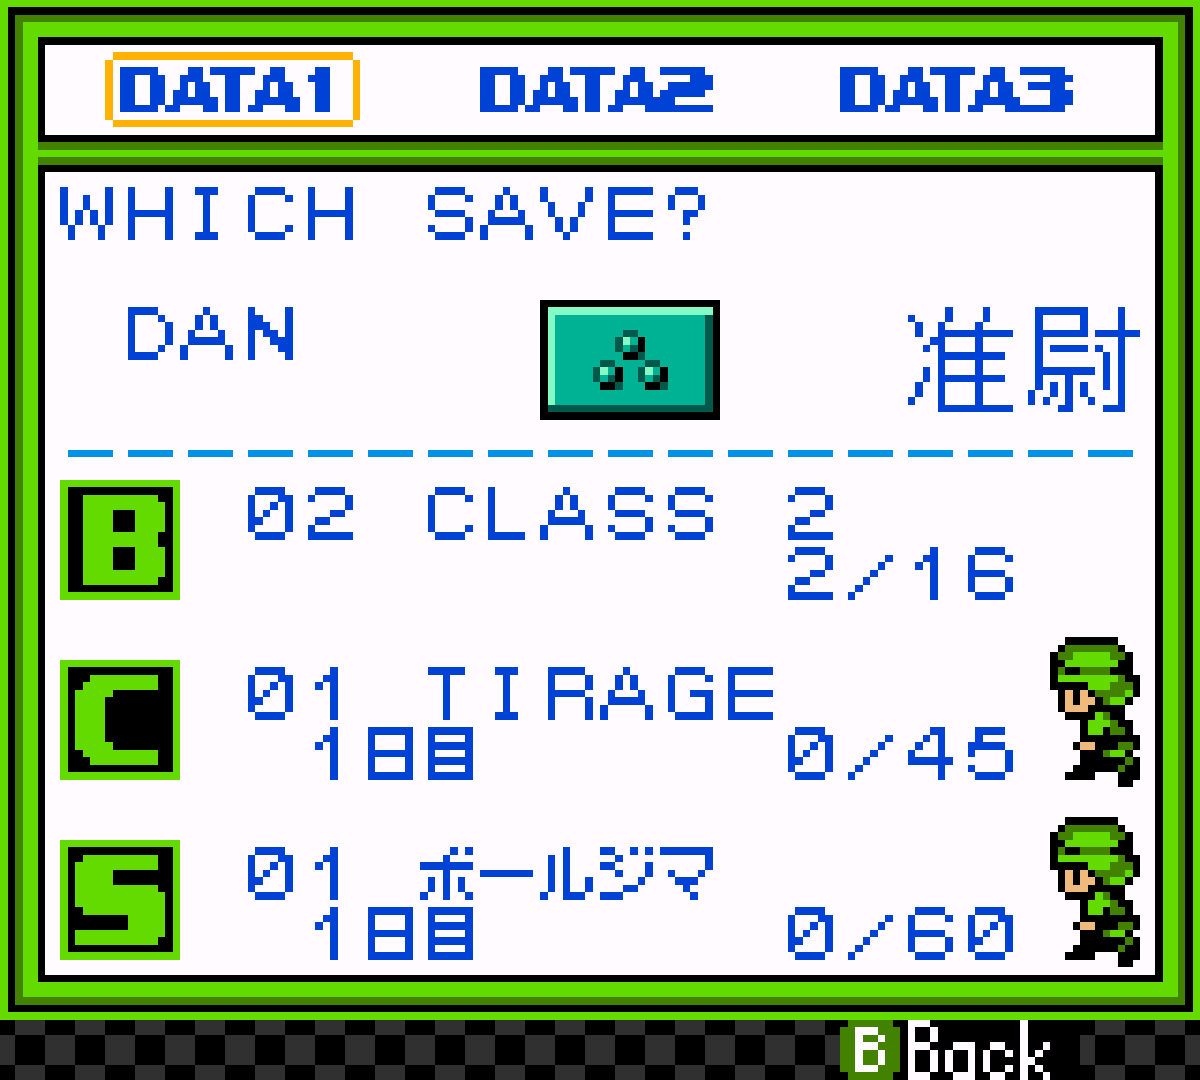 DATA1 DATA2 DATA3
WHICH SAVE?
DAN 准尉
B 02 CLASS 2
2/16
C 01 TIRAGE
1日目 0/45
S 01 ボールジマ
1日目 0/60
B Back